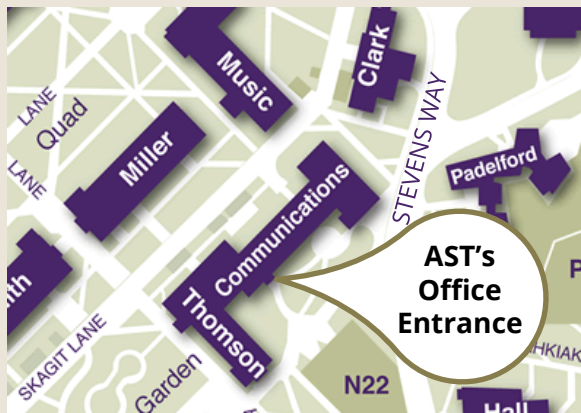 LANE
Quad
LANE
Music
Clark
STEVENS WAY
Miller
Padelford
Communications
AST's
Office
Entrance
Thomson
SKAGIT LANE
Garden
N22
Hall